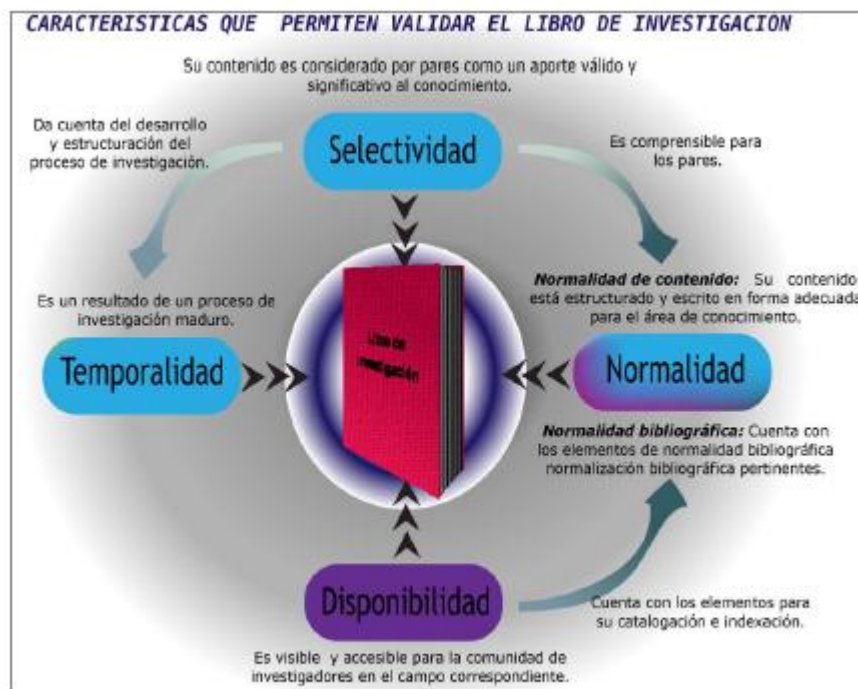 CARACTERISTICAS QUE PERMITEN VALIDAR EL LIBRO DE INVESTIGACION
Su contenido es considerado por pares como un aporte válido y
significativo al conocimiento.
Da cuenta del desarrollo
y estructuración del
proceso de investigación.
Selectividad
Es comprensible para
los pares.
Es un resultado de un proceso de
investigación maduro.
Temporalidad
Libro de
investigación
Normalidad de contenido: Su contenido
está estructurado y escrito en forma adecuada
para el área de conocimiento.
Normalidad
Normalidad bibliográfica: Cuenta con
los elementos de normalidad bibliográfica
normalización bibliográfica pertinentes.
Disponibilidad
Cuenta con los elementos para
su catalogación e indexación.
Es visible y accesible para la comunidad de
investigadores en el campo correspondiente.